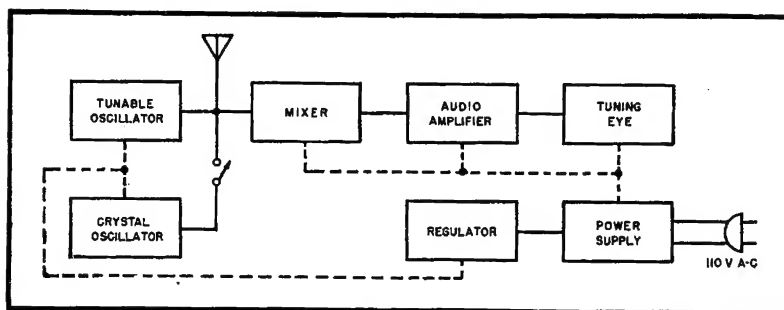 TUNABLE
OSCILLATOR
MIXER
AUDIO
AMPLIFIER
TUNING
EYE
CRYSTAL
OSCILLATOR
REGULATOR
POWER
SUPPLY
110 V A-C